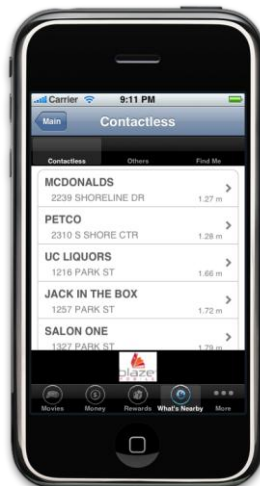 Carrier 9:11 PM
Main Contactless
Contactless Others Find Me
MCDONALDS
2239 SHORELINE DR 1.27 m
PETCO
2310 S SHORE CTR 1.28 m
UC LIQUORS
1216 PARK ST 1.66 m
JACK IN THE BOX
1257 PARK ST 1.72 m
SALON ONE
1327 PARK ST 1.79 m
blaze
Movies Money Rewards What's Nearby More